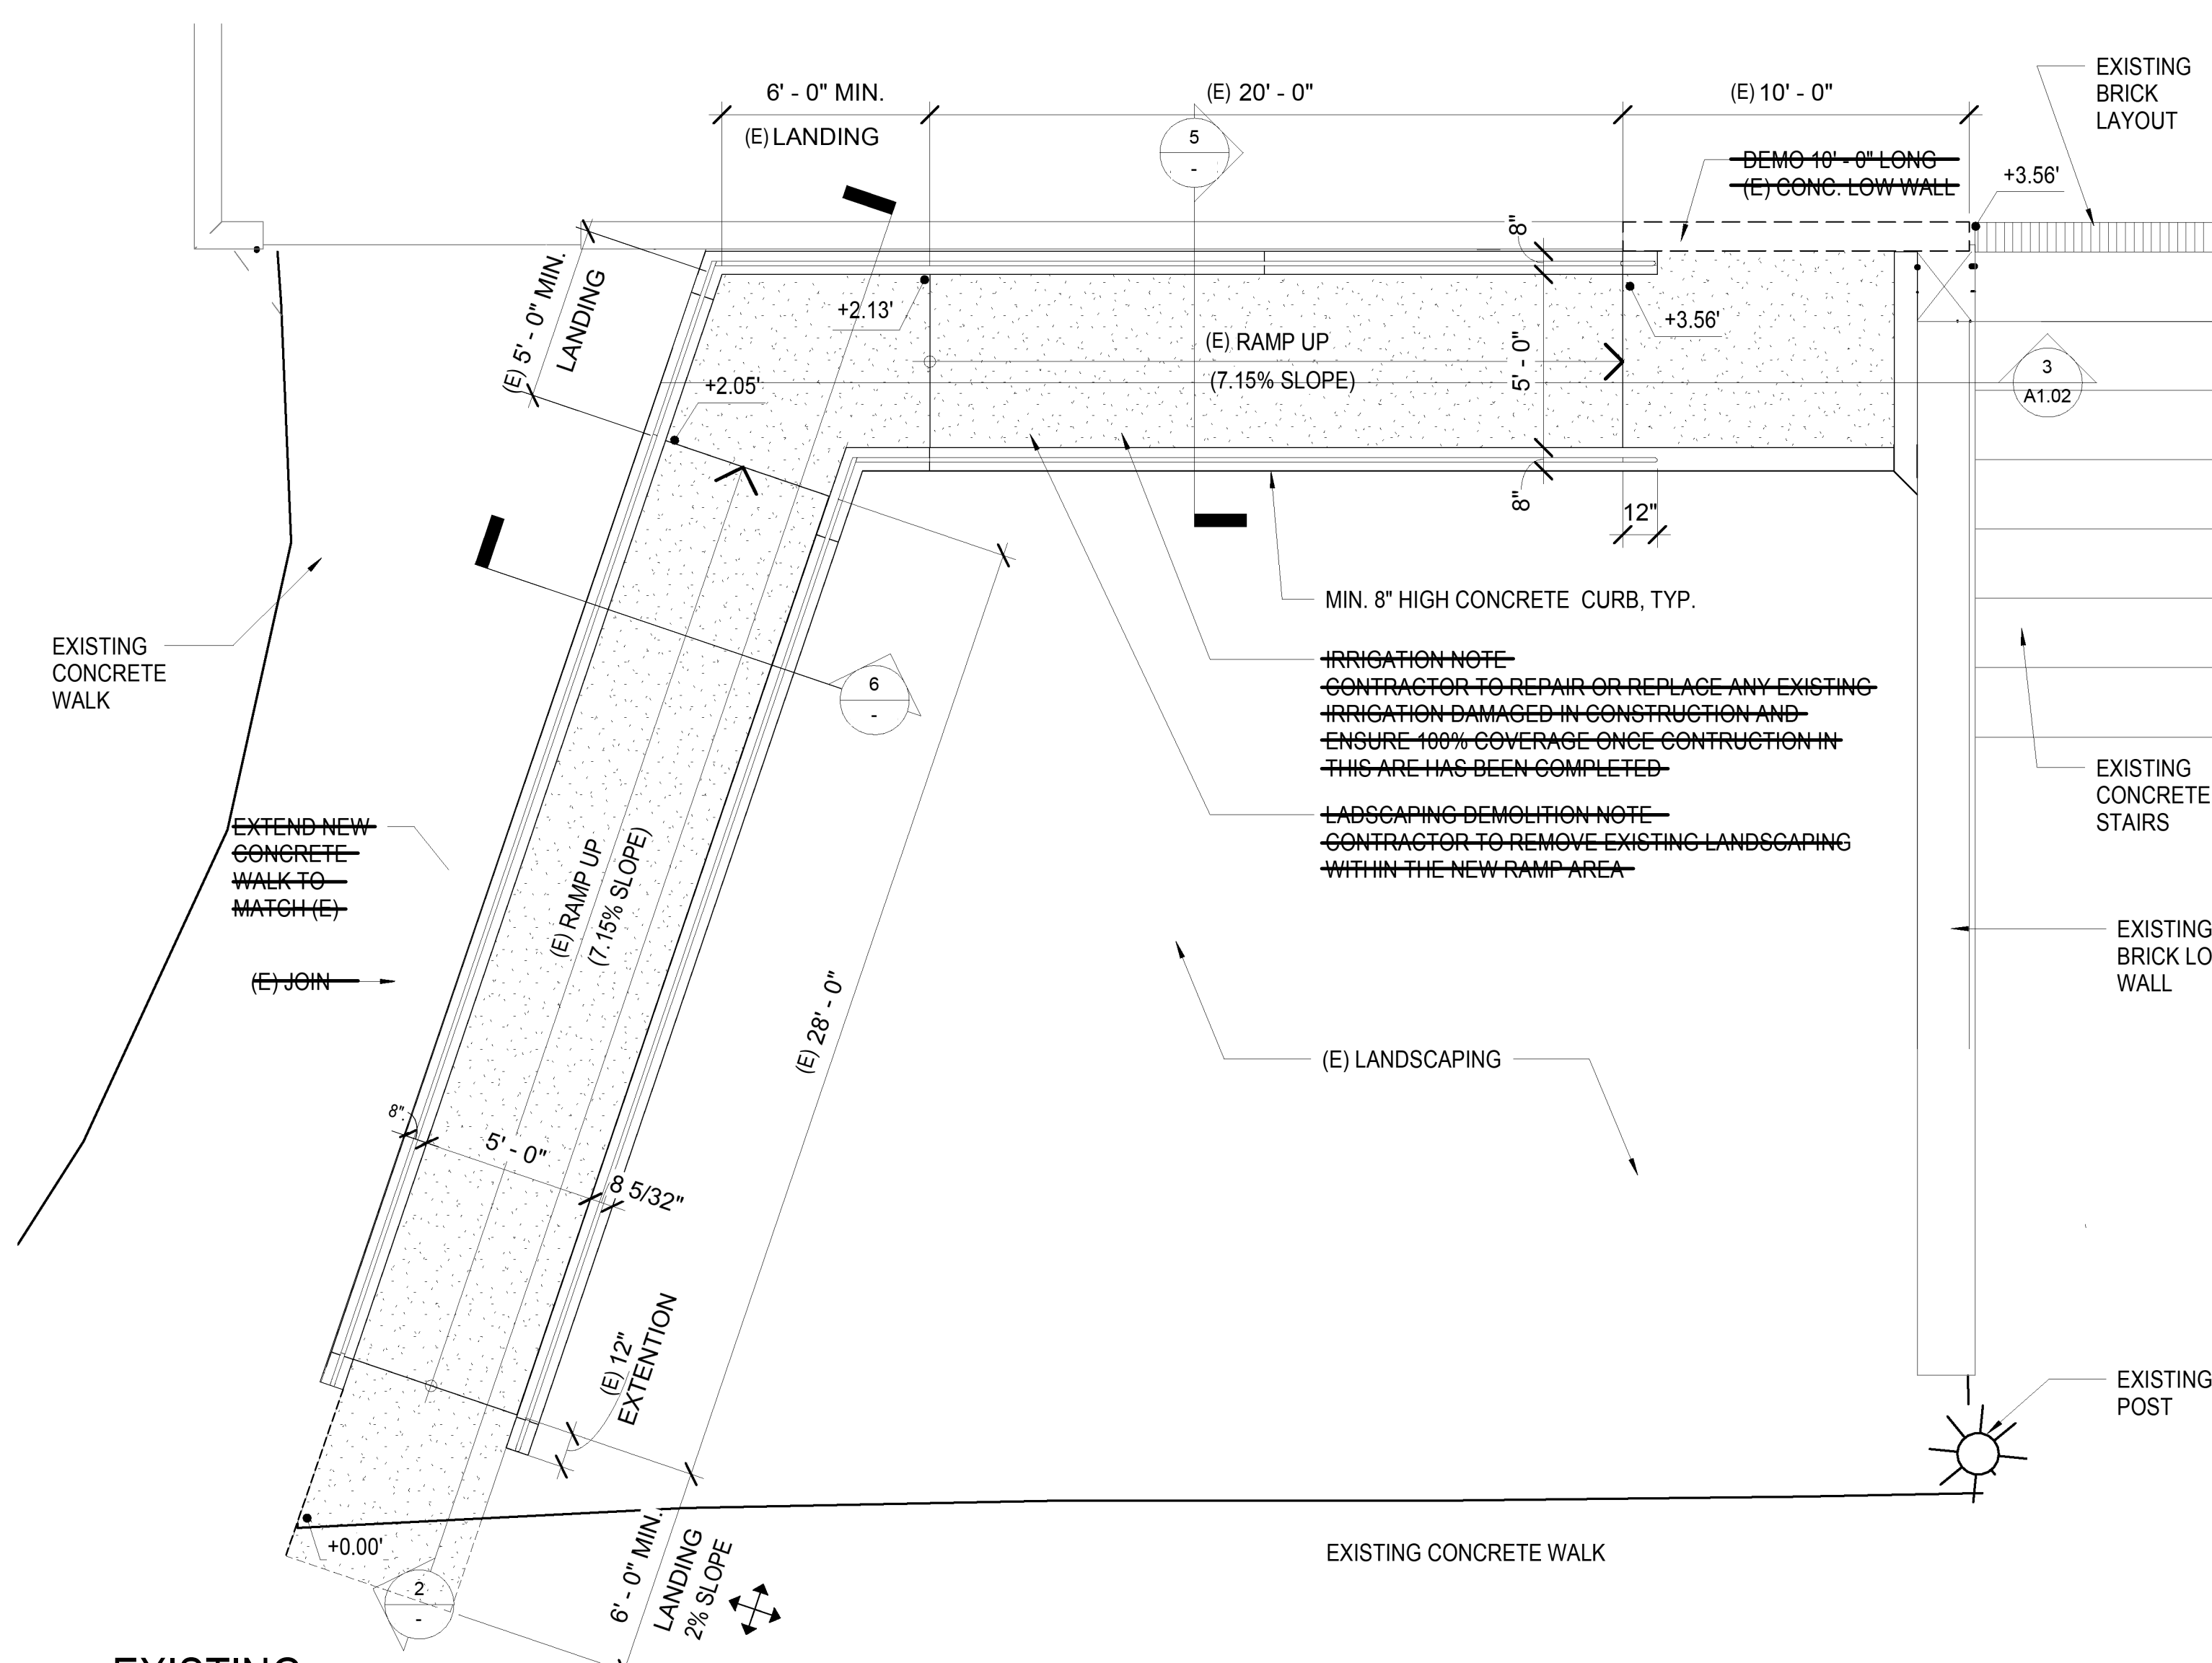 6' - 0" MIN.
(E) LANDING
(E) 20' - 0"
(E) 10' - 0"
EXISTING
BRICK
LAYOUT
5
-
DEMO 10' - 0" LONG
(E) CONC. LOW WALL
+3.56'
8"
(E) 5' - 0" MIN.
LANDING
+2.13'
+3.56'
(E) RAMP UP
(7.15% SLOPE)
5' - 0"
+2.05'
3
A1.02
8"
12"
MIN. 8" HIGH CONCRETE CURB, TYP.
EXISTING
CONCRETE
WALK
IRRIGATION NOTE
CONTRACTOR TO REPAIR OR REPLACE ANY EXISTING
IRRIGATION DAMAGED IN CONSTRUCTION AND
ENSURE 100% COVERAGE ONCE CONTRUCTION IN
THIS ARE HAS BEEN COMPLETED
6
-
EXISTING
CONCRETE
STAIRS
LADSCAPING DEMOLITION NOTE
CONTRACTOR TO REMOVE EXISTING LANDSCAPING
WITHIN THE NEW RAMP AREA
EXTEND NEW
CONCRETE
WALK TO
MATCH (E)
(E) RAMP UP
(7.15% SLOPE)
EXISTING
BRICK LO
WALL
(E) JOIN
(E) 28' - 0"
(E) LANDSCAPING
8"
5' - 0"
8 5/32"
(E) 12"
EXTENTION
EXISTING
POST
+0.00'
6' - 0" MIN.
LANDING
2% SLOPE
EXISTING CONCRETE WALK
2
-
EXISTING